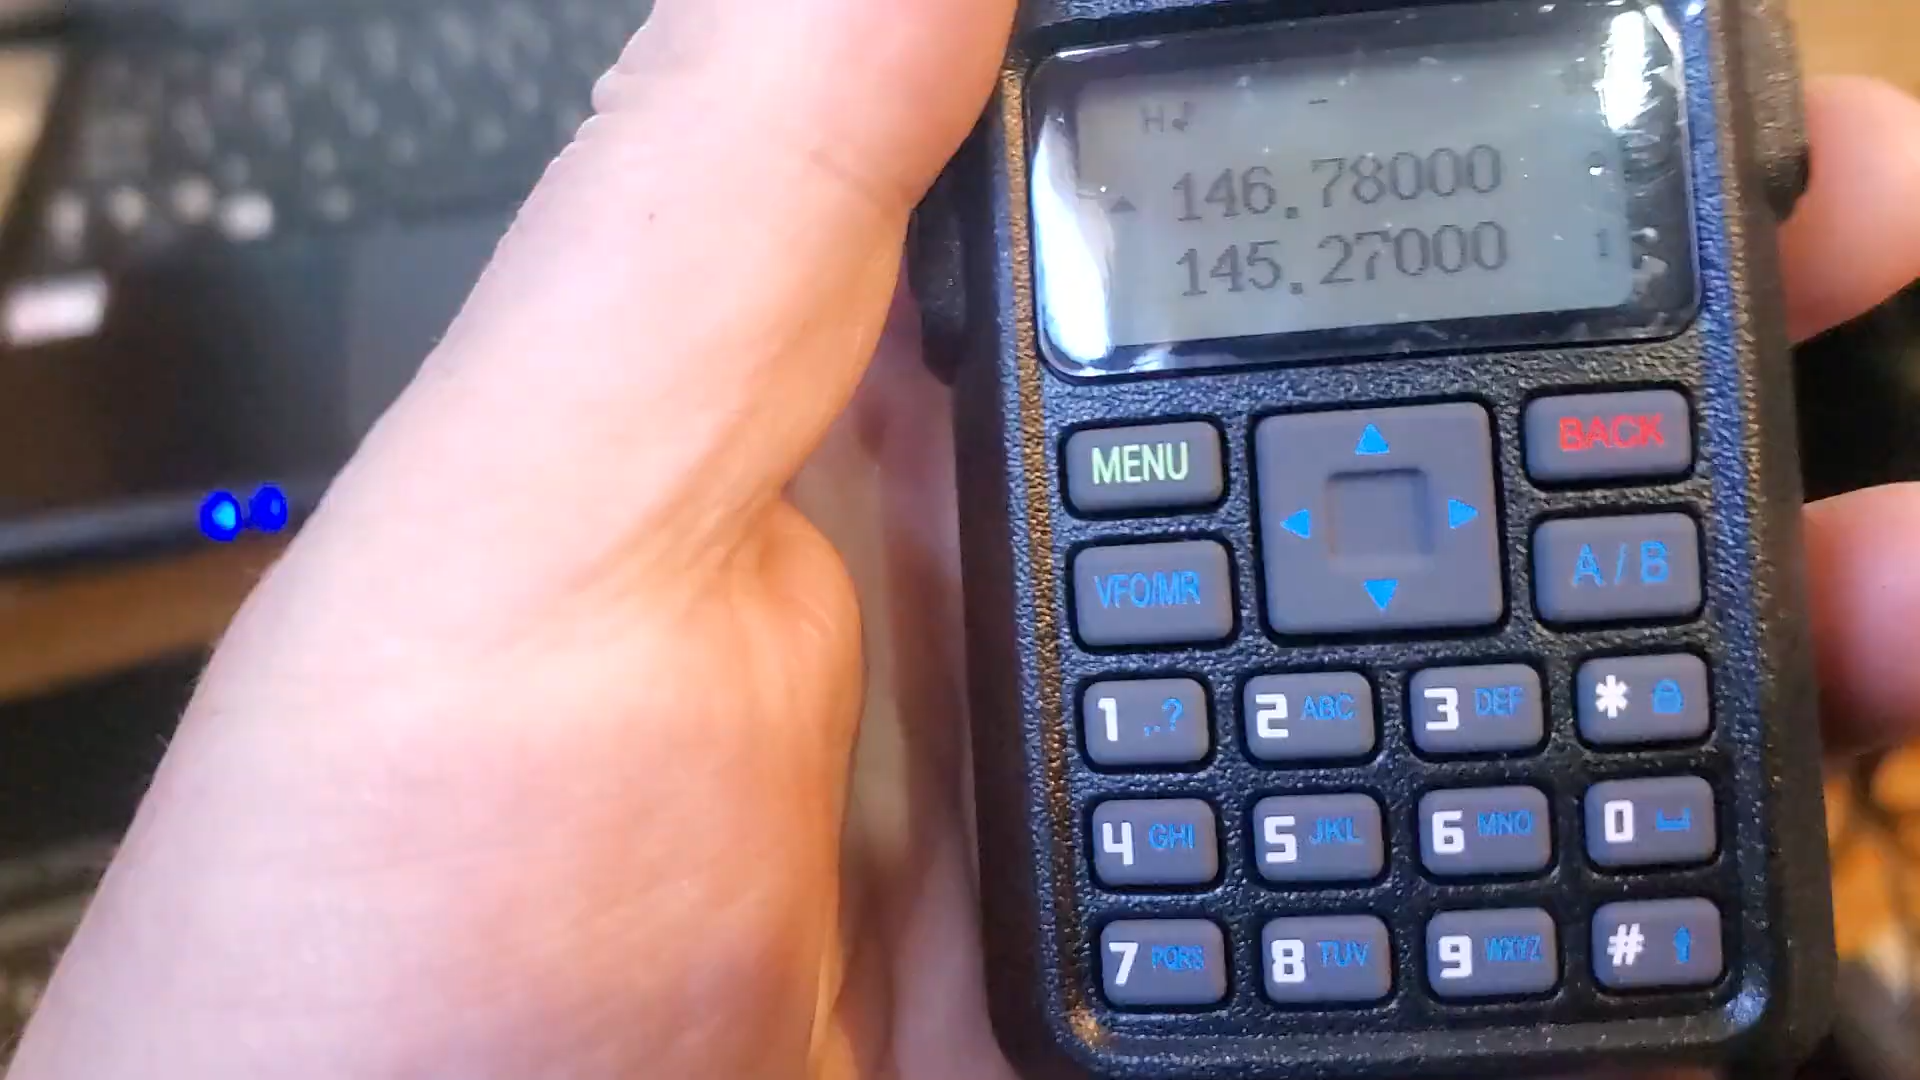 H♪ -
146.78000
145.27000 1
MENU BACK
VFO/MR A / B
1 ..? 2 ABC 3 DEF *
4 GHI 5 JKL 6 MNO 0
7 PQRS 8 TUV 9 WXYZ #